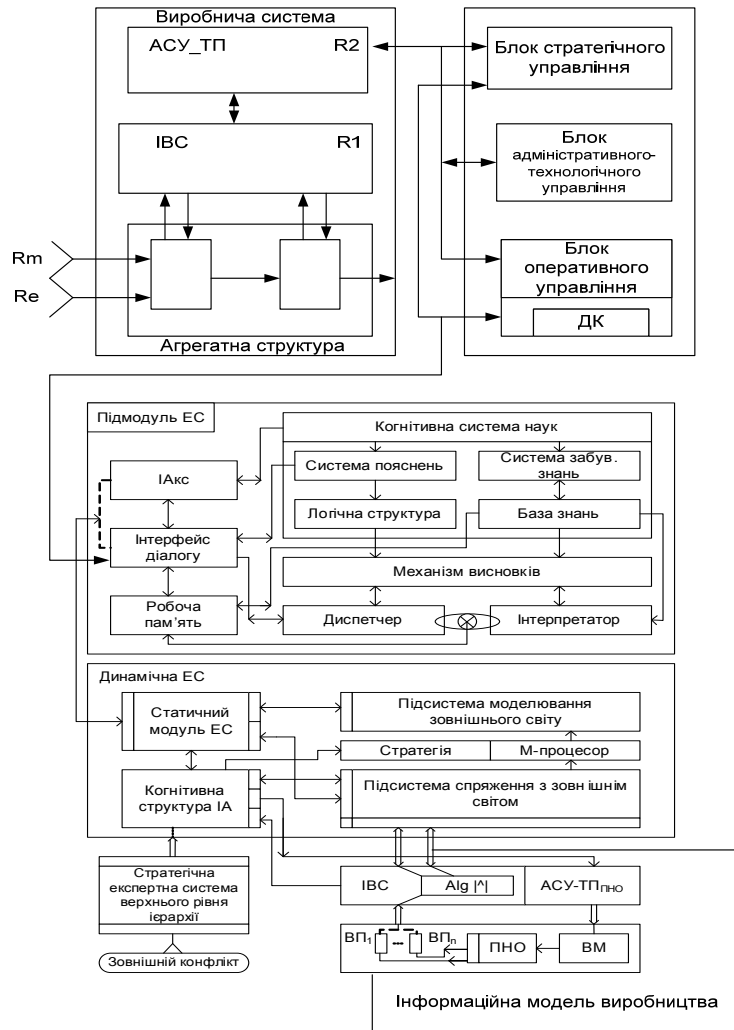 Виробнича система
АСУ_ТП R2
ІВС R1
Rm
Re
Агрегатна структура
Блок стратегічного
управління
Блок
адміністративного-
технологічного
управління
Блок
оперативного
управління
ДК
Підмодуль ЕС
Когнітивна система наук
ІАкс
Система пояснень
Система забув.
знань
Інтерфейс
діалогу
Логічна структура
База знань
Механізм висновків
Робоча
пам’ять
Диспетчер
Інтерпретатор
Динамічна ЕС
Статичний
модуль ЕС
Підсистема моделювання
зовнішнього світу
Стратегія
М-процесор
Когнітивна
структура ІА
Підсистема спряження з зовнішнім
світом
Стратегічна
експертна система
верхнього рівня
ієрархії
Зовнішній конфлікт
ІВС
Alg |^|
АСУ-ТППНО
ВП1
---
ВПn
ПНО
ВМ
Інформаційна модель виробництва